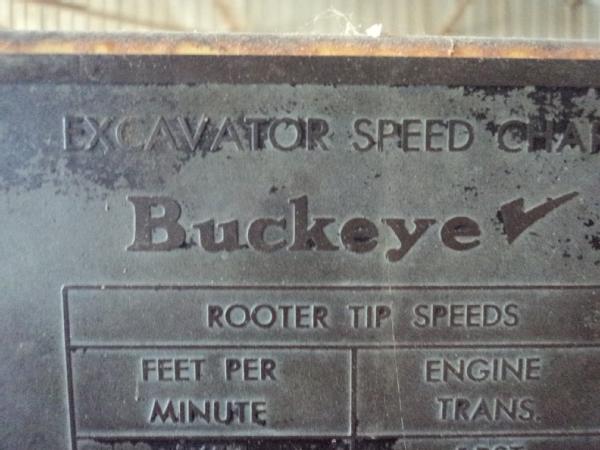 EXCAVATOR SPEED
Buckeye
ROOTER TIP SPEEDS
FEET PER
MINUTE
ENGINE
TRANS.